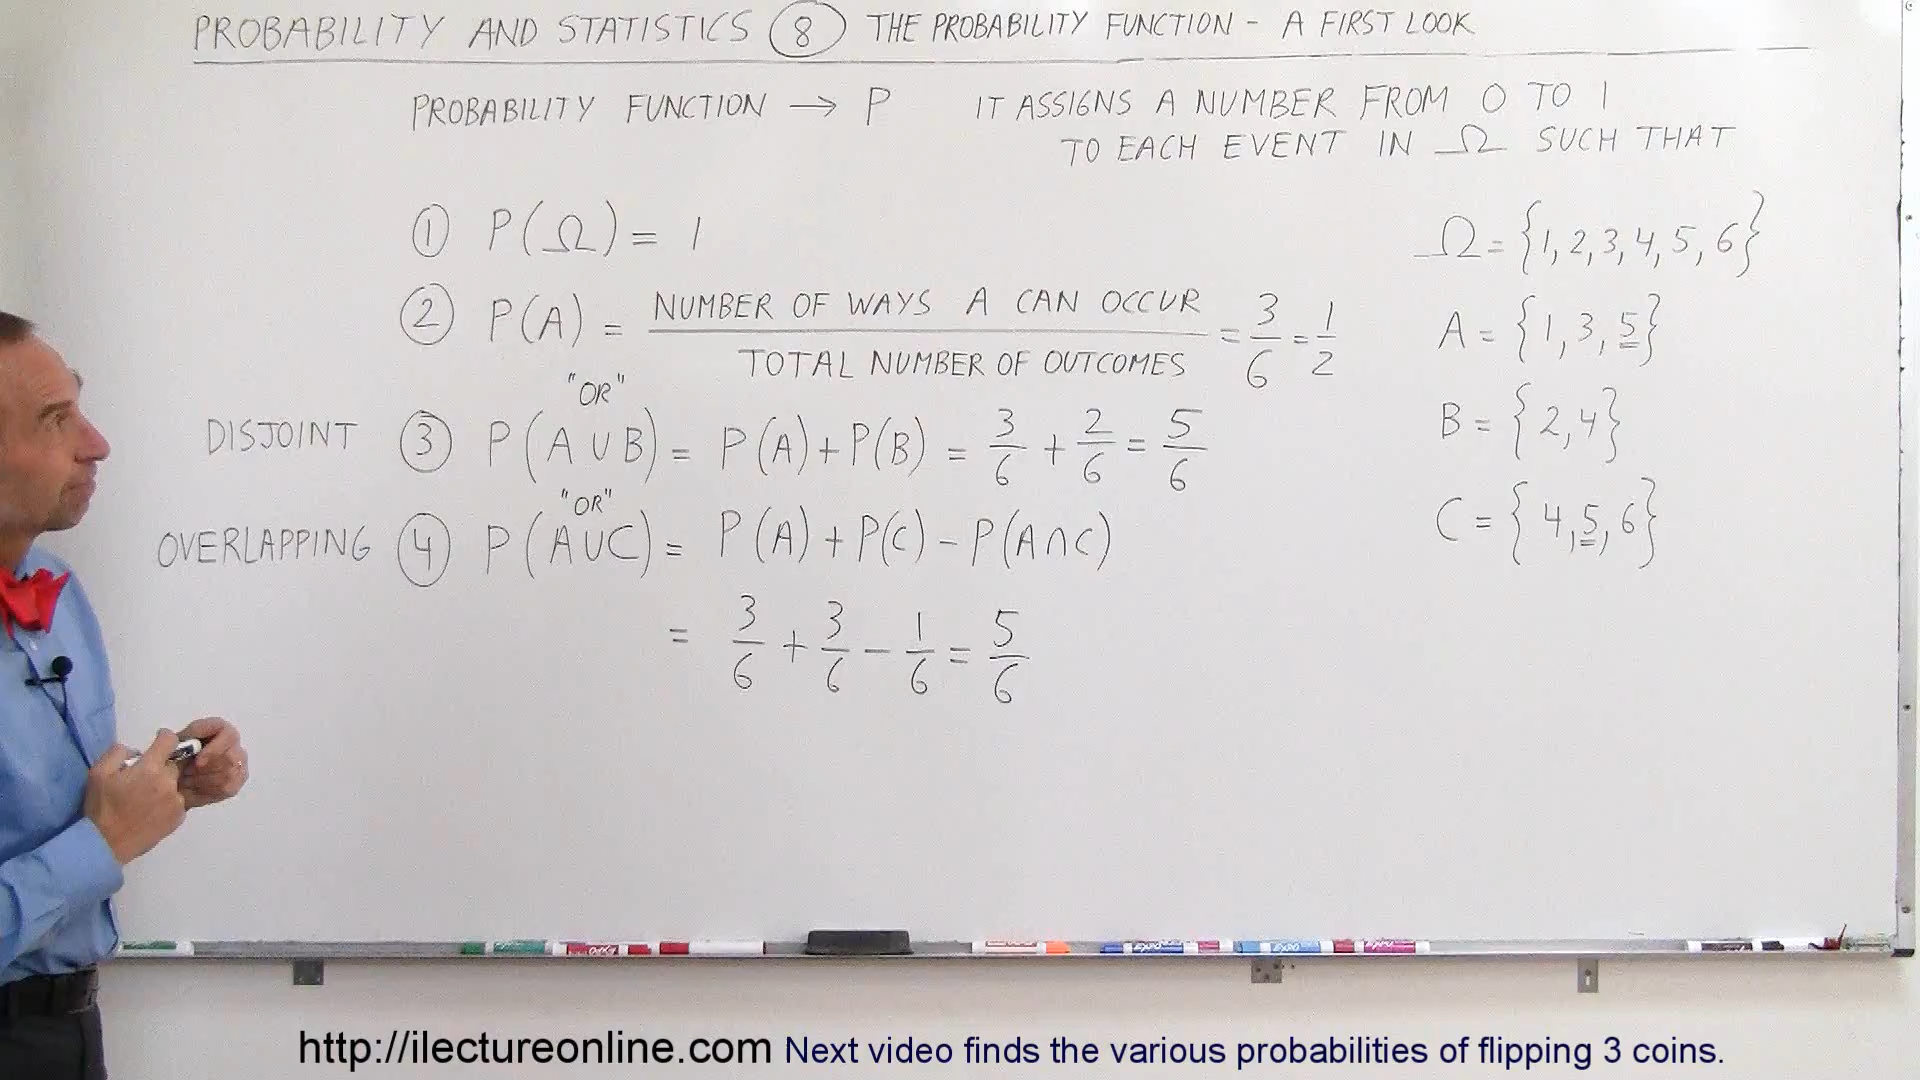 PROBABILITY AND STATISTICS 8 THE PROBABILITY FUNCTION - A FIRST LOOK
PROBABILITY FUNCTION → P IT ASSIGNS A NUMBER FROM 0 TO 1
TO EACH EVENT IN Ω SUCH THAT
① P(Ω) = 1
Ω = {1, 2, 3, 4, 5, 6}
② P(A) = NUMBER OF WAYS A CAN OCCUR / TOTAL NUMBER OF OUTCOMES = 3/6 = 1/2
A = {1, 3, 5}
"OR"
DISJOINT ③ P(A∪B) = P(A) + P(B) = 3/6 + 2/6 = 5/6
B = {2, 4}
"OR"
OVERLAPPING ④ P(A∪C) = P(A) + P(C) - P(A∩C)
C = {4, 5, 6}
= 3/6 + 3/6 - 1/6 = 5/6
http://ilectureonline.com Next video finds the various probabilities of flipping 3 coins.